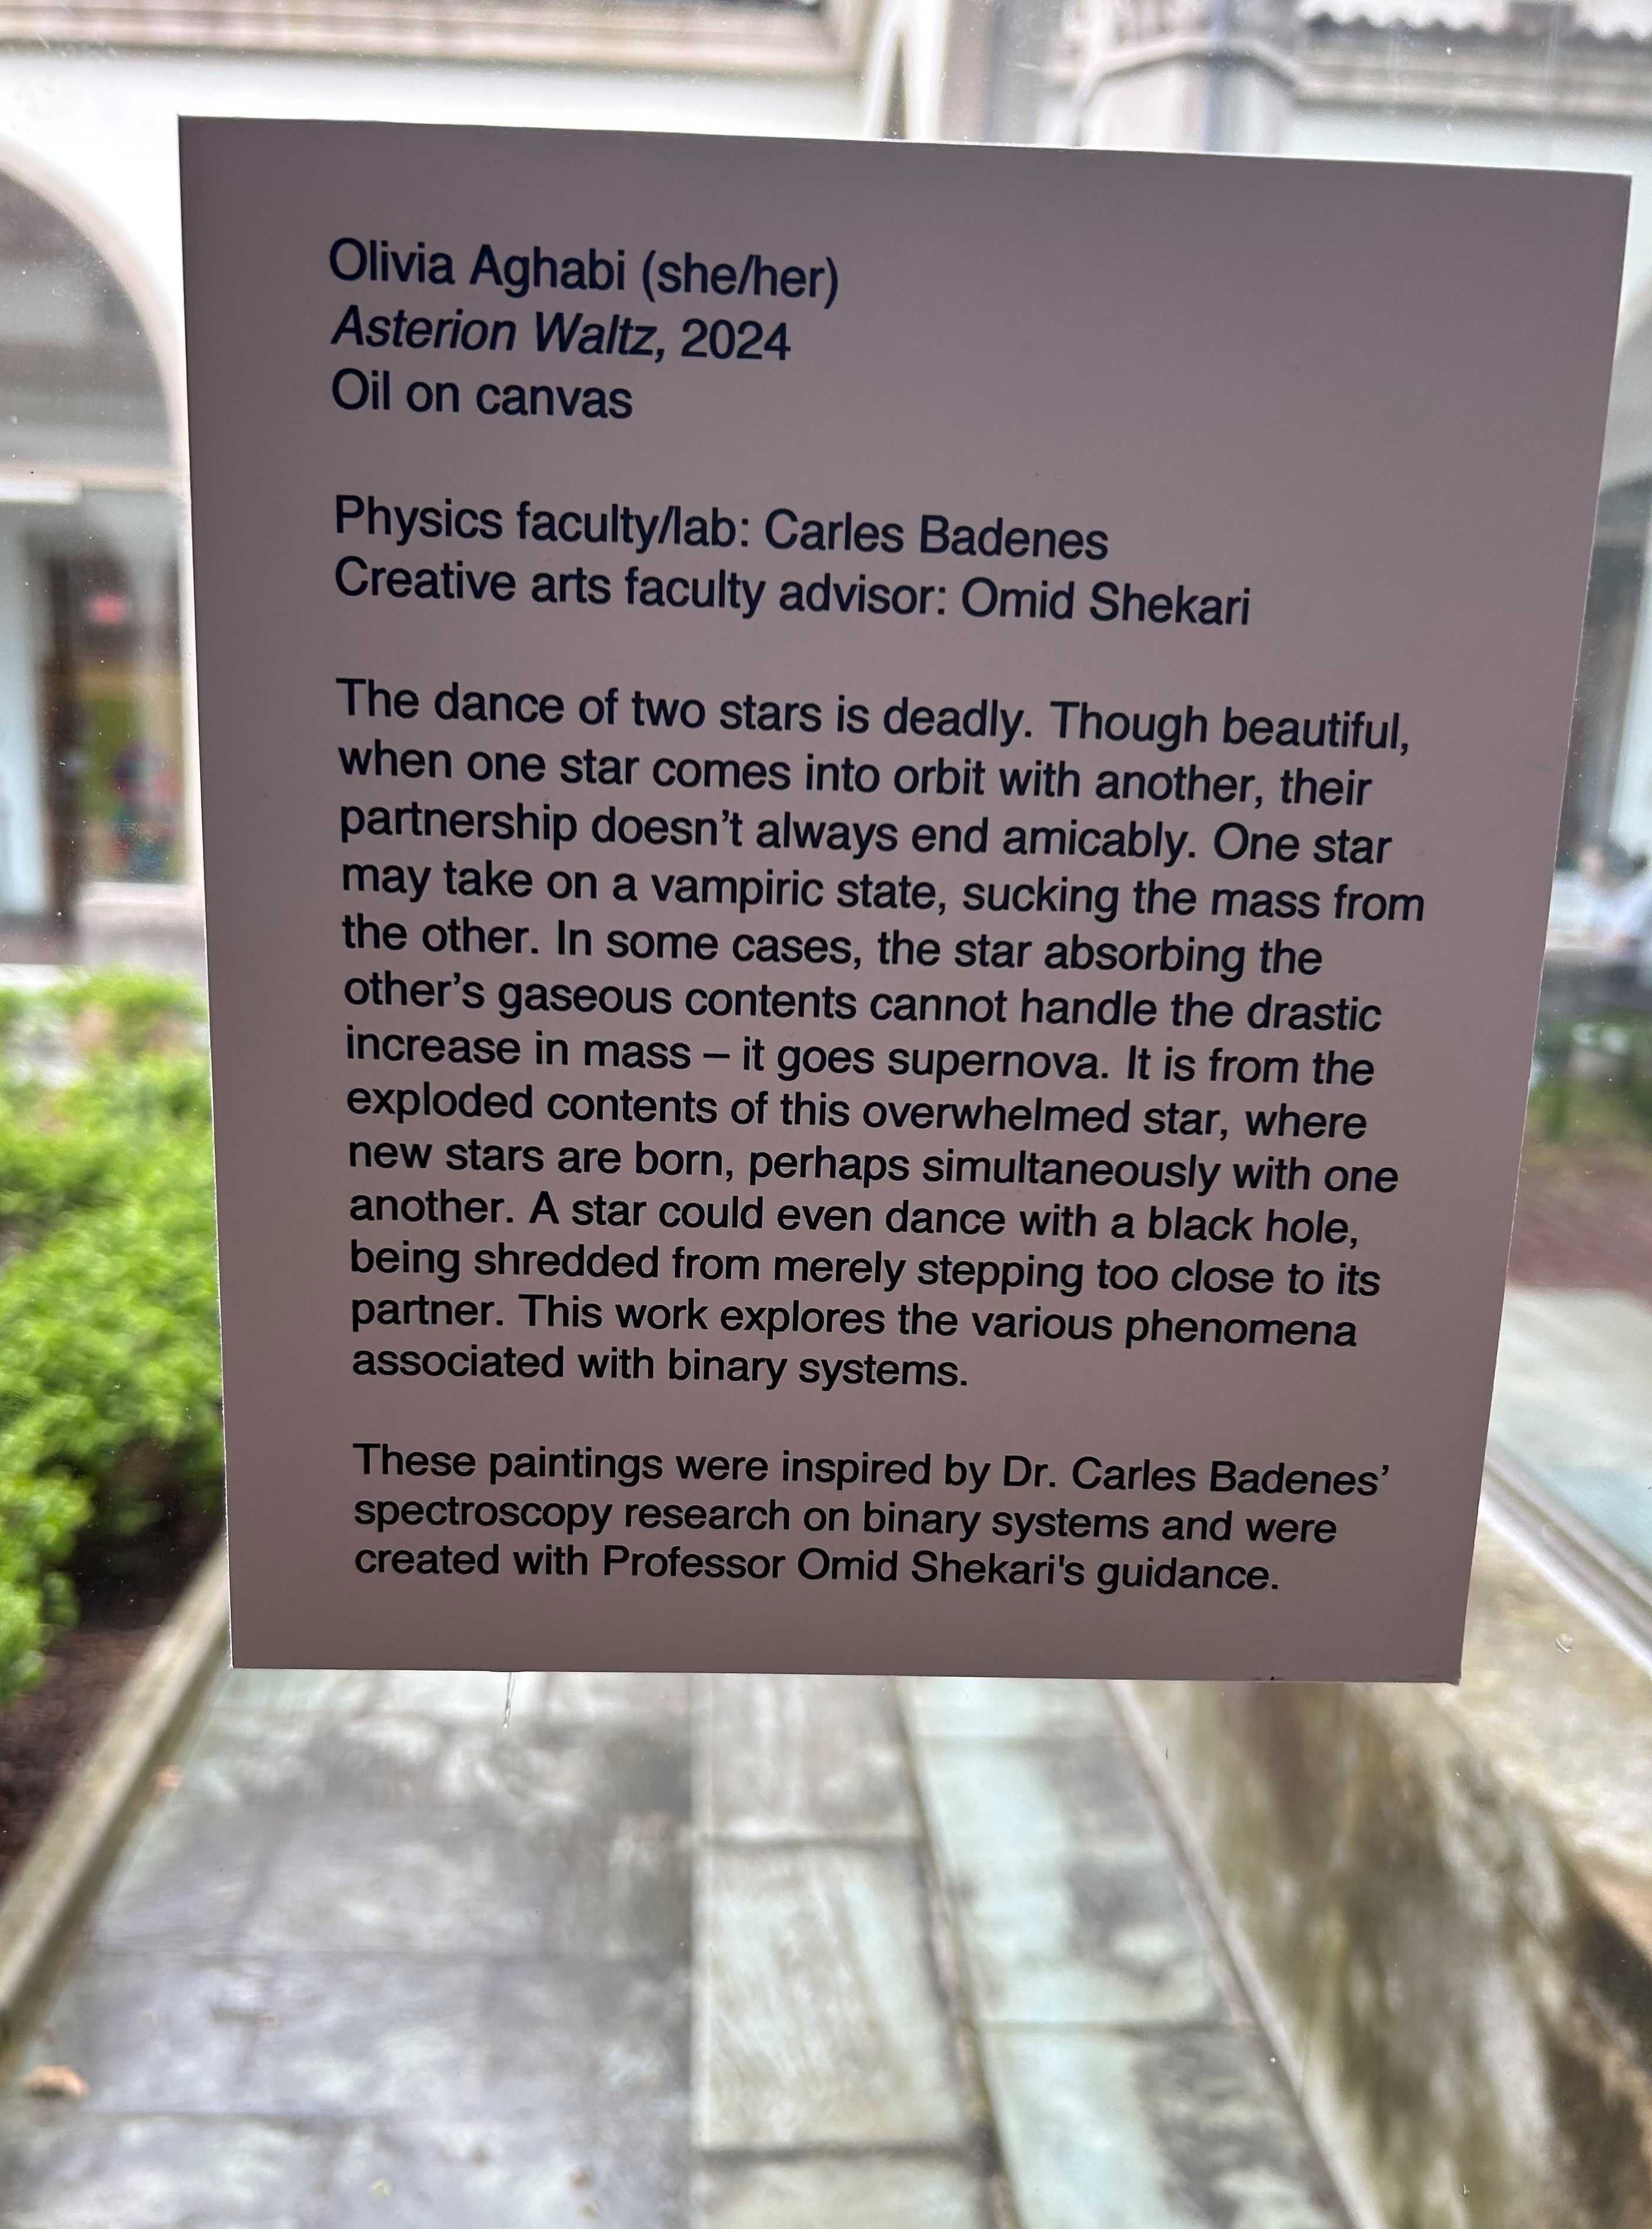 Olivia Aghabi (she/her)
Asterion Waltz, 2024
Oil on canvas
Physics faculty/lab: Carles Badenes
Creative arts faculty advisor: Omid Shekari
The dance of two stars is deadly. Though beautiful,
when one star comes into orbit with another, their
partnership doesn’t always end amicably. One star
may take on a vampiric state, sucking the mass from
the other. In some cases, the star absorbing the
other’s gaseous contents cannot handle the drastic
increase in mass – it goes supernova. It is from the
exploded contents of this overwhelmed star, where
new stars are born, perhaps simultaneously with one
another. A star could even dance with a black hole,
being shredded from merely stepping too close to its
partner. This work explores the various phenomena
associated with binary systems.
These paintings were inspired by Dr. Carles Badenes’
spectroscopy research on binary systems and were
created with Professor Omid Shekari's guidance.